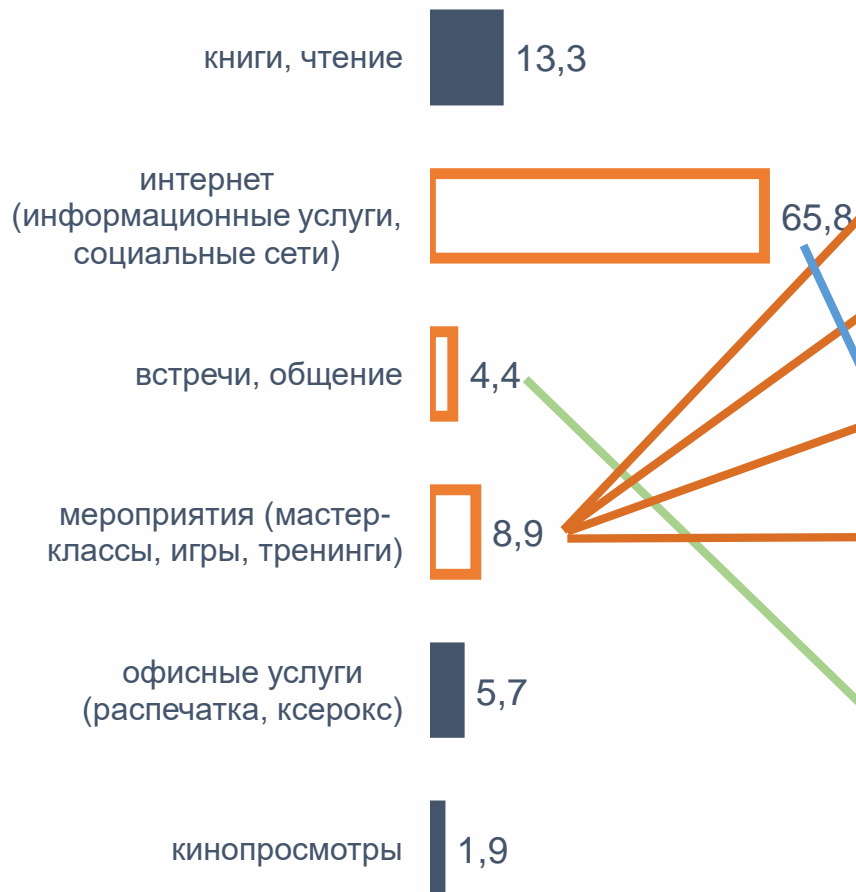 книги, чтение
13,3
интернет
(информационные услуги,
социальные сети)
65,8
встречи, общение
4,4
мероприятия (мастер-
классы, игры, тренинги)
8,9
офисные услуги
(распечатка, ксерокс)
5,7
кинопросмотры
1,9